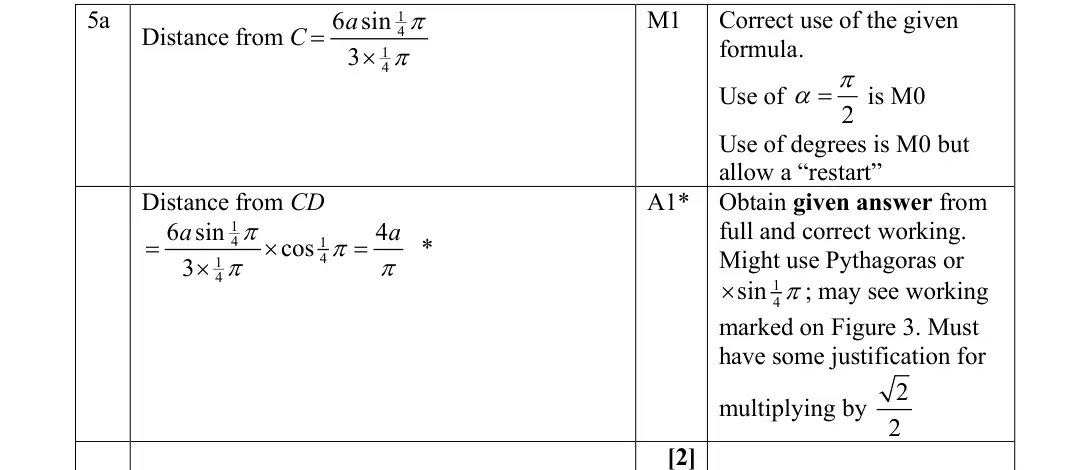 5a
Distance from C = 6a sin ¼π / 3 × ¼π
M1
Correct use of the given
formula.
Use of α = π/2 is M0
Use of degrees is M0 but
allow a “restart”
Distance from CD
= 6a sin ¼π / 3 × ¼π × cos ¼π = 4a/π *
A1*
Obtain given answer from
full and correct working.
Might use Pythagoras or
× sin ¼π; may see working
marked on Figure 3. Must
have some justification for
multiplying by √2/2
[2]